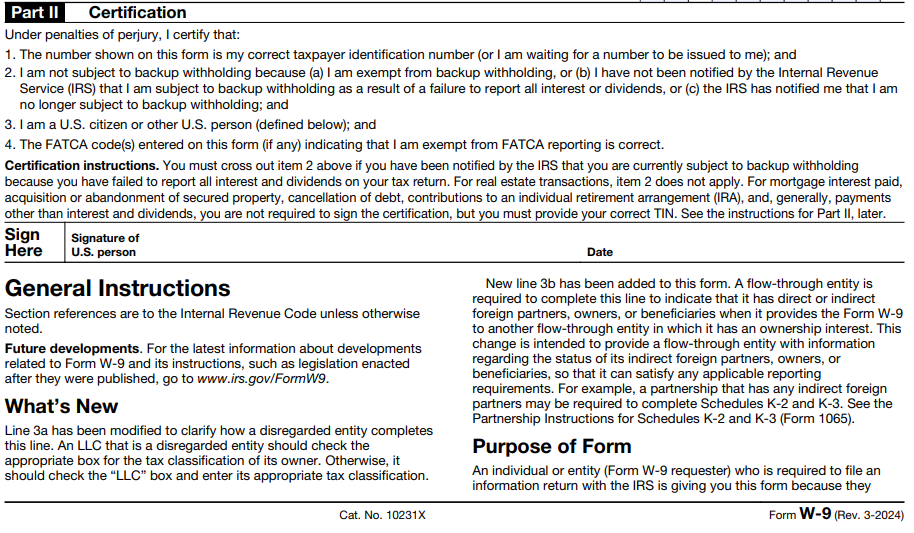 Part II Certification
Under penalties of perjury, I certify that:
1. The number shown on this form is my correct taxpayer identification number (or I am waiting for a number to be issued to me); and
2. I am not subject to backup withholding because (a) I am exempt from backup withholding, or (b) I have not been notified by the Internal Revenue
Service (IRS) that I am subject to backup withholding as a result of a failure to report all interest or dividends, or (c) the IRS has notified me that I am
no longer subject to backup withholding; and
3. I am a U.S. citizen or other U.S. person (defined below); and
4. The FATCA code(s) entered on this form (if any) indicating that I am exempt from FATCA reporting is correct.
Certification instructions. You must cross out item 2 above if you have been notified by the IRS that you are currently subject to backup withholding
because you have failed to report all interest and dividends on your tax return. For real estate transactions, item 2 does not apply. For mortgage interest paid,
acquisition or abandonment of secured property, cancellation of debt, contributions to an individual retirement arrangement (IRA), and, generally, payments
other than interest and dividends, you are not required to sign the certification, but you must provide your correct TIN. See the instructions for Part II, later.
Sign
Here
Signature of
U.S. person
Date
General Instructions
Section references are to the Internal Revenue Code unless otherwise
noted.
Future developments. For the latest information about developments
related to Form W-9 and its instructions, such as legislation enacted
after they were published, go to www.irs.gov/FormW9.
What's New
Line 3a has been modified to clarify how a disregarded entity completes
this line. An LLC that is a disregarded entity should check the
appropriate box for the tax classification of its owner. Otherwise, it
should check the "LLC" box and enter its appropriate tax classification.
New line 3b has been added to this form. A flow-through entity is
required to complete this line to indicate that it has direct or indirect
foreign partners, owners, or beneficiaries when it provides the Form W-9
to another flow-through entity in which it has an ownership interest. This
change is intended to provide a flow-through entity with information
regarding the status of its indirect foreign partners, owners, or
beneficiaries, so that it can satisfy any applicable reporting
requirements. For example, a partnership that has any indirect foreign
partners may be required to complete Schedules K-2 and K-3. See the
Partnership Instructions for Schedules K-2 and K-3 (Form 1065).
Purpose of Form
An individual or entity (Form W-9 requester) who is required to file an
information return with the IRS is giving you this form because they
Cat. No. 10231X
Form W-9 (Rev. 3-2024)